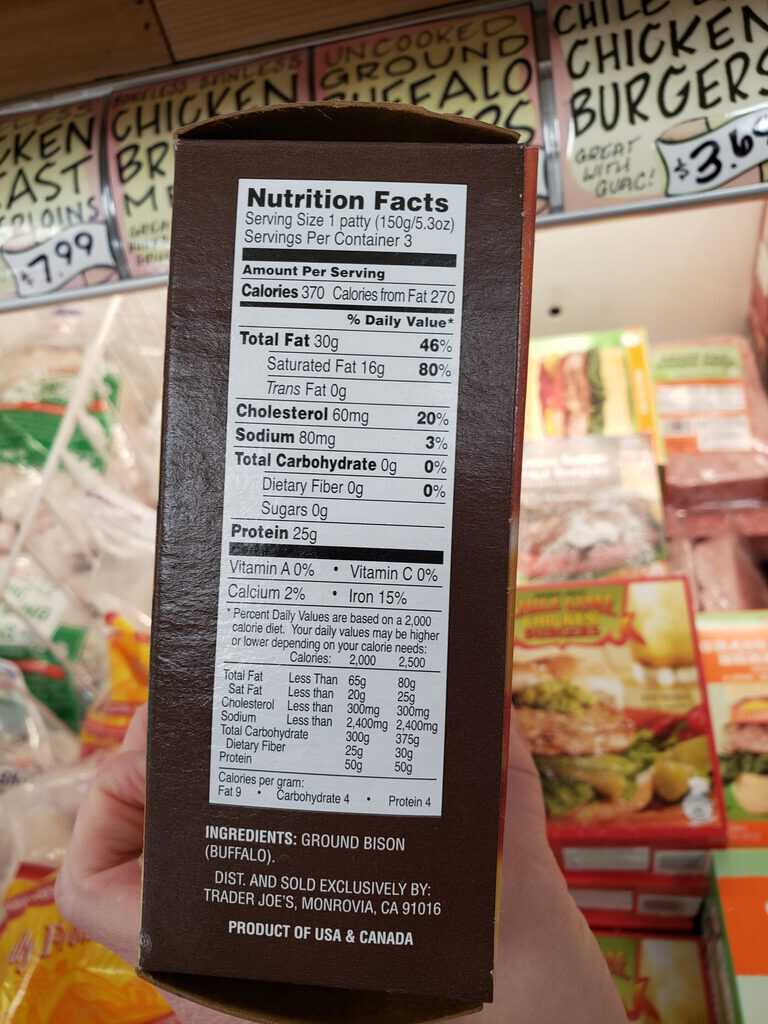 CHICKEN
UNCOOKED
GROUND
CHICKEN
BURGERS
GREAT
WITH
GUAC!
$3.69
$7.99
Nutrition Facts
Serving Size 1 patty (150g/5.3oz)
Servings Per Container 3
Amount Per Serving
Calories 370 Calories from Fat 270
% Daily Value*
Total Fat 30g 46%
Saturated Fat 16g 80%
Trans Fat 0g
Cholesterol 60mg 20%
Sodium 80mg 3%
Total Carbohydrate 0g 0%
Dietary Fiber 0g 0%
Sugars 0g
Protein 25g
Vitamin A 0% • Vitamin C 0%
Calcium 2% • Iron 15%
* Percent Daily Values are based on a 2,000
calorie diet. Your daily values may be higher
or lower depending on your calorie needs:
Calories: 2,000 2,500
Total Fat Less Than 65g 80g
Sat Fat Less than 20g 25g
Cholesterol Less than 300mg 300mg
Sodium Less than 2,400mg 2,400mg
Total Carbohydrate 300g 375g
Dietary Fiber 25g 30g
Protein 50g 50g
Calories per gram:
Fat 9 • Carbohydrate 4 • Protein 4
INGREDIENTS: GROUND BISON
(BUFFALO).
DIST. AND SOLD EXCLUSIVELY BY:
TRADER JOE'S, MONROVIA, CA 91016
PRODUCT OF USA & CANADA